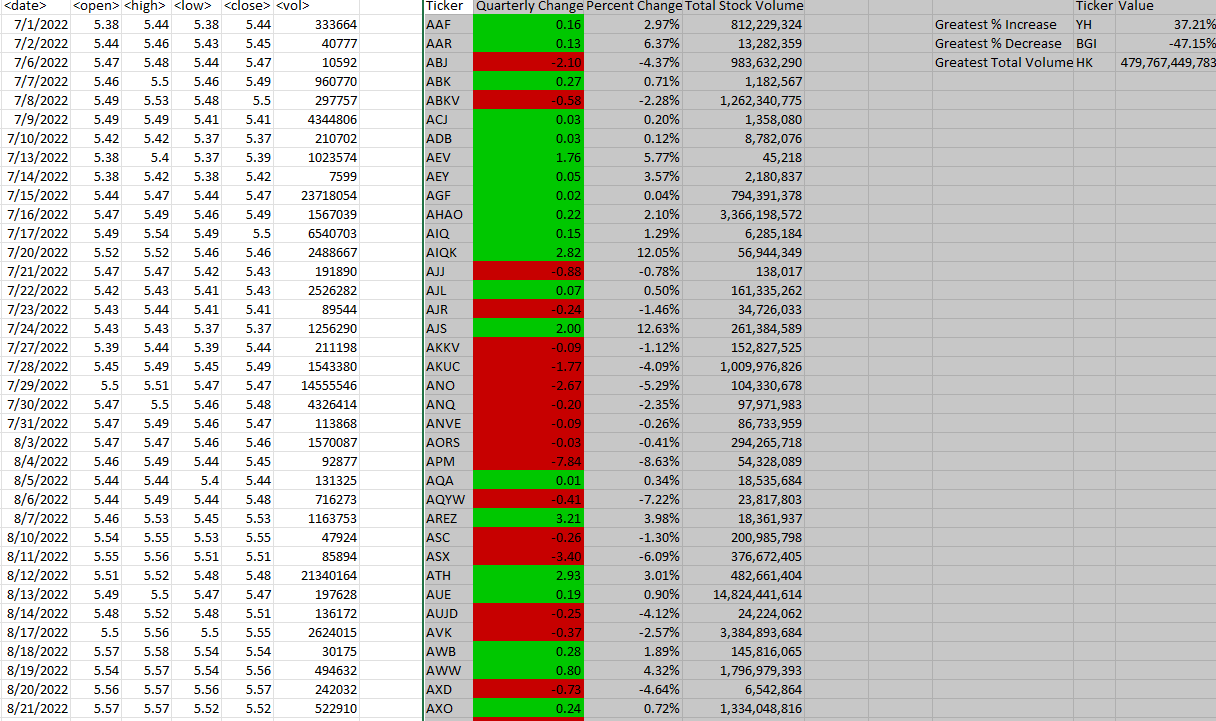 <date> <open> <high> <low> <close> <vol> Ticker Quarterly Change Percent Change Total Stock Volume Ticker Value
7/1/2022 5.38 5.44 5.38 5.44 333664 AAF 0.16 2.97% 812,229,324 Greatest % Increase YH 37.21%
7/2/2022 5.44 5.46 5.43 5.45 40777 AAR 0.13 6.37% 13,282,359 Greatest % Decrease BGI -47.15%
7/6/2022 5.47 5.48 5.44 5.47 10592 ABJ -2.10 -4.37% 983,632,290 Greatest Total Volume HK 479,767,449,783
7/7/2022 5.46 5.5 5.46 5.49 960770 ABK 0.27 0.71% 1,182,567
7/8/2022 5.49 5.53 5.48 5.5 297757 ABKV -0.58 -2.28% 1,262,340,775
7/9/2022 5.49 5.49 5.41 5.41 4344806 ACJ 0.03 0.20% 1,358,080
7/10/2022 5.42 5.42 5.37 5.37 210702 ADB 0.03 0.12% 8,782,076
7/13/2022 5.38 5.4 5.37 5.39 1023574 AEV 1.76 5.77% 45,218
7/14/2022 5.38 5.42 5.38 5.42 7599 AEY 0.05 3.57% 2,180,837
7/15/2022 5.44 5.47 5.44 5.47 23718054 AGF 0.02 0.04% 794,391,378
7/16/2022 5.47 5.49 5.46 5.49 1567039 AHAO 0.22 2.10% 3,366,198,572
7/17/2022 5.49 5.54 5.49 5.5 6540703 AIQ 0.15 1.29% 6,285,184
7/20/2022 5.52 5.52 5.46 5.46 2488667 AIQK 2.82 12.05% 56,944,349
7/21/2022 5.47 5.47 5.42 5.43 191890 AJJ -0.88 -0.78% 138,017
7/22/2022 5.42 5.43 5.41 5.43 2526282 AJL 0.07 0.50% 161,335,262
7/23/2022 5.43 5.44 5.41 5.41 89544 AJR -0.24 -1.46% 34,726,033
7/24/2022 5.43 5.43 5.37 5.37 1256290 AJS 2.00 12.63% 261,384,589
7/27/2022 5.39 5.44 5.39 5.44 211198 AKKV -0.09 -1.12% 152,827,525
7/28/2022 5.45 5.49 5.45 5.49 1543380 AKUC -1.77 -4.09% 1,009,976,826
7/29/2022 5.5 5.51 5.47 5.47 14555546 ANO -2.67 -5.29% 104,330,678
7/30/2022 5.47 5.5 5.46 5.48 4326414 ANQ -0.20 -2.35% 97,971,983
7/31/2022 5.47 5.49 5.46 5.47 113868 ANVE -0.09 -0.26% 86,733,959
8/3/2022 5.47 5.47 5.46 5.46 1570087 AORS -0.03 -0.41% 294,265,718
8/4/2022 5.46 5.49 5.44 5.45 92877 APM -7.84 -8.63% 54,328,089
8/5/2022 5.44 5.44 5.4 5.44 131325 AQA 0.01 0.34% 18,535,684
8/6/2022 5.44 5.49 5.44 5.48 716273 AQYW -0.41 -7.22% 23,817,803
8/7/2022 5.46 5.53 5.45 5.53 1163753 AREZ 3.21 3.98% 18,361,937
8/10/2022 5.54 5.55 5.53 5.55 47924 ASC -0.26 -1.30% 200,985,798
8/11/2022 5.55 5.56 5.51 5.51 85894 ASX -3.40 -6.09% 376,672,405
8/12/2022 5.51 5.52 5.48 5.48 21340164 ATH 2.93 3.01% 482,661,404
8/13/2022 5.49 5.5 5.47 5.47 197628 AUE 0.19 0.90% 14,824,441,614
8/14/2022 5.48 5.52 5.48 5.51 136172 AUJD -0.25 -4.12% 24,224,062
8/17/2022 5.5 5.56 5.5 5.55 2624015 AVK -0.37 -2.57% 3,384,893,684
8/18/2022 5.57 5.58 5.54 5.54 30175 AWB 0.28 1.89% 145,816,065
8/19/2022 5.54 5.57 5.54 5.56 494632 AWW 0.80 4.32% 1,796,979,393
8/20/2022 5.56 5.57 5.56 5.57 242032 AXD -0.73 -4.64% 6,542,864
8/21/2022 5.57 5.57 5.52 5.52 522910 AXO 0.24 0.72% 1,334,048,816